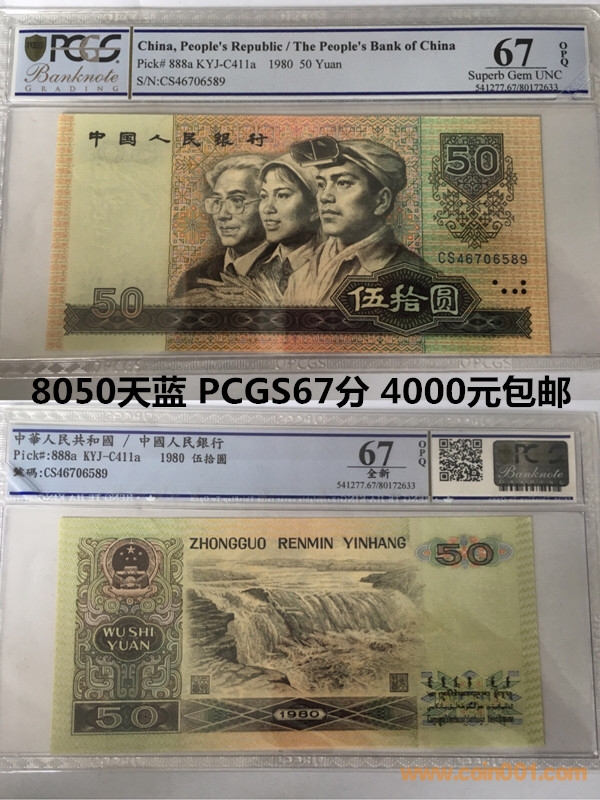 PCGS
Banknote
GRADING
China, People's Republic / The People's Bank of China
Pick# 888a KYJ-C411a 1980 50 Yuan
S/N:CS46706589
67
OPQ
Superb Gem UNC
541277.67/80172633
中国人民银行
50
CS46706589
50
伍拾圆
OPCGS
8050天蓝 PCGS67分 4000元包邮
中華人民共和國 / 中國人民銀行
Pick#:888a KYJ-C411a 1980 伍拾圓
號碼:CS46706589
67
OPQ
全新
541277.67/80172633
PC
Banknote
ZHONGGUO RENMIN YINHANG
50
WU SHI
YUAN
50
1980
www.coin001.com